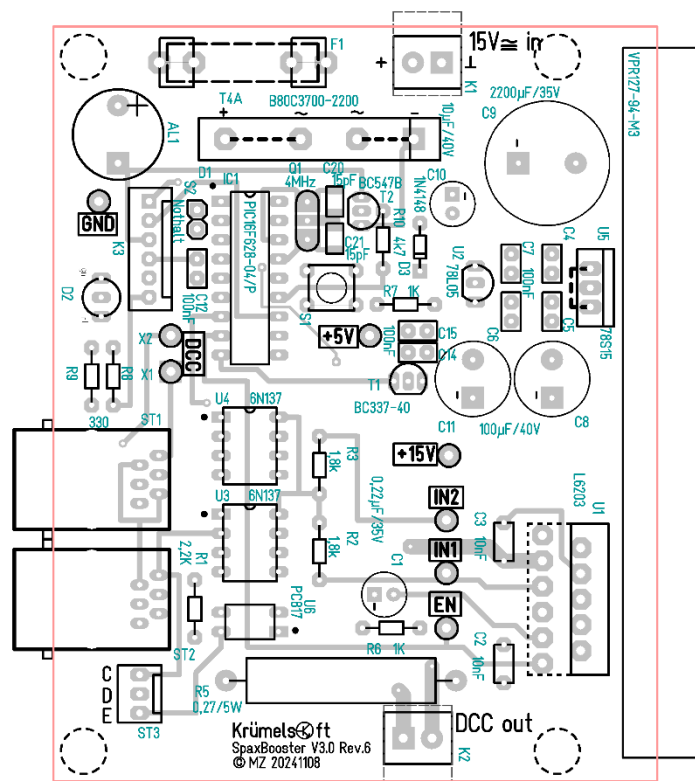 15V≅ in
F1
+
⊥
K1
VPR127-94-M3
T4A
B80C3700-2200
+
~
~
-
10µF/40V
2200µF/35V
C9
+
AL1
D1
IC1
Q1
4MHz
C20
15pF
BC547B
T2
1N4148
C10
S2
Nothalt
GND
K3
PIC16F628-04/P
C21
15pF
R10
4k7
D3
U2
78L05
C7
100nF
C4
U5
78S15
D2
C12
100nF
S1
R7 1K
X2
DCC
X1
+5V
100nF
C15
C14
C6
C5
R9
R8
T1
BC337-40
C11
C8
100µF/40V
330
ST1
U4
6N137
R3
1,8k
+15V
0,22µF/35V
IN2
L6203
U1
U3
6N137
R2
1,8k
IN1
C3
10nF
R1
2,2K
PC817
U6
C1
EN
ST2
R6 1K
C2
10nF
C
D
E
ST3
R5
0,27/5W
DCC out
K2
KrümelsKft
SpaxBooster V3.0 Rev.6
© MZ 20241108